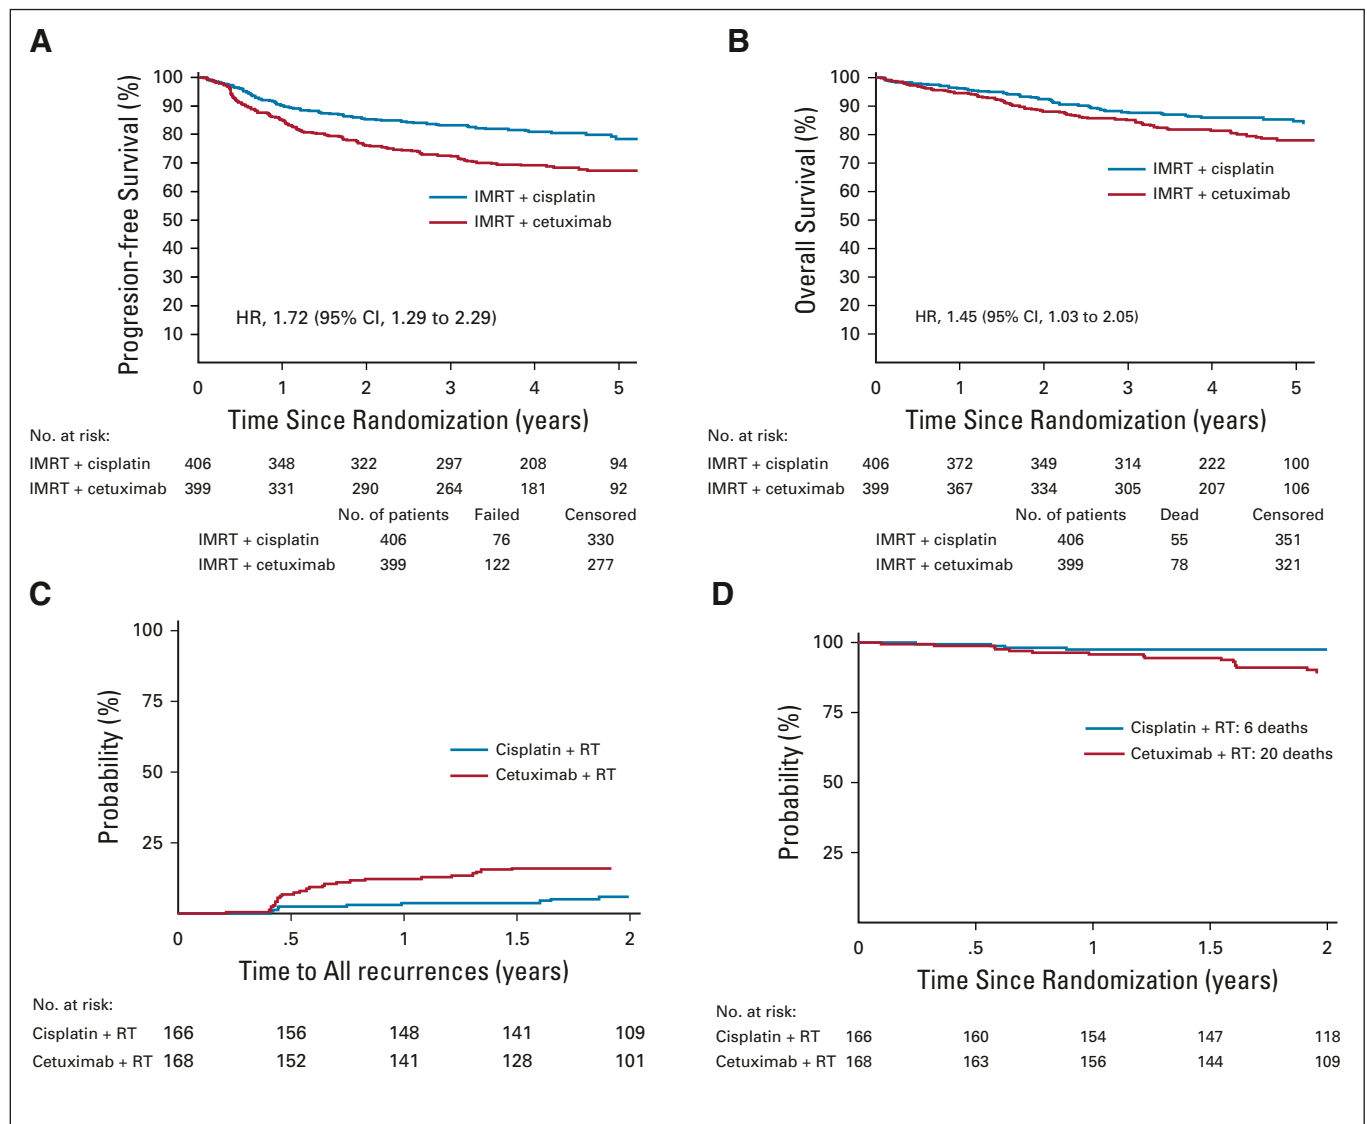 A
Progresion-free Survival (%)
100
90
80
70
60
50
40
30
20
10
IMRT + cisplatin
IMRT + cetuximab
HR, 1.72 (95% CI, 1.29 to 2.29)
0 1 2 3 4 5
Time Since Randomization (years)
No. at risk:
IMRT + cisplatin 406 348 322 297 208 94
IMRT + cetuximab 399 331 290 264 181 92
No. of patients Failed Censored
IMRT + cisplatin 406 76 330
IMRT + cetuximab 399 122 277
B
Overall Survival (%)
100
90
80
70
60
50
40
30
20
10
IMRT + cisplatin
IMRT + cetuximab
HR, 1.45 (95% CI, 1.03 to 2.05)
0 1 2 3 4 5
Time Since Randomization (years)
No. at risk:
IMRT + cisplatin 406 372 349 314 222 100
IMRT + cetuximab 399 367 334 305 207 106
No. of patients Dead Censored
IMRT + cisplatin 406 55 351
IMRT + cetuximab 399 78 321
C
Probability (%)
100
75
50
25
Cisplatin + RT
Cetuximab + RT
0 .5 1 1.5 2
Time to All recurrences (years)
No. at risk:
Cisplatin + RT 166 156 148 141 109
Cetuximab + RT 168 152 141 128 101
D
Probability (%)
100
75
50
25
Cisplatin + RT: 6 deaths
Cetuximab + RT: 20 deaths
0 .5 1 1.5 2
Time Since Randomization (years)
No. at risk:
Cisplatin + RT 166 160 154 147 118
Cetuximab + RT 168 163 156 144 109